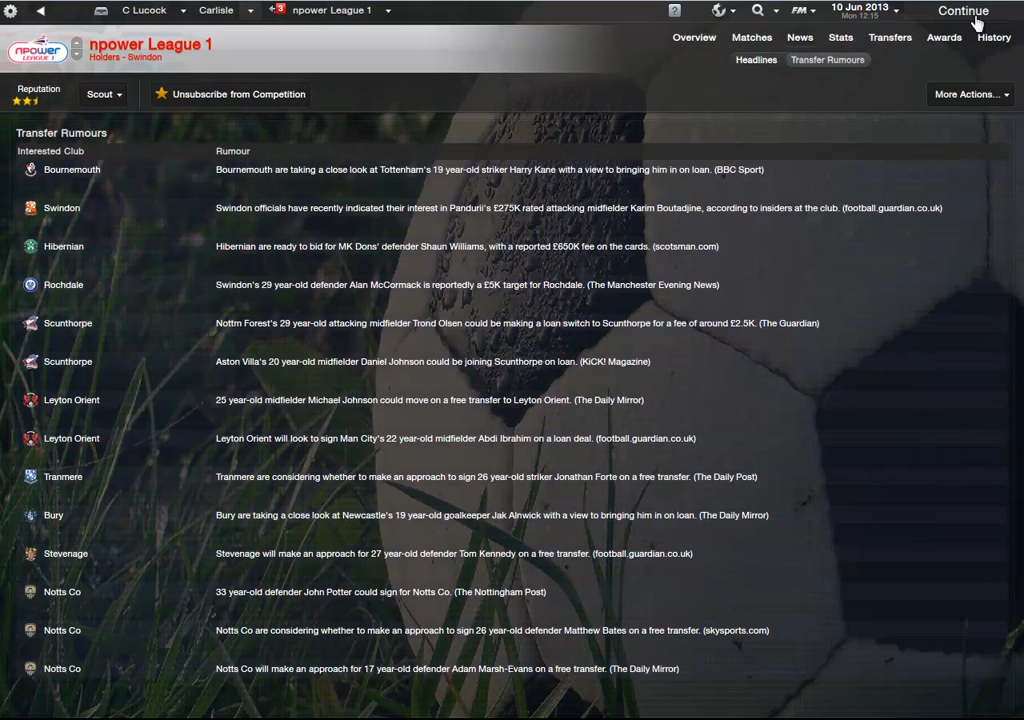 C Lucock
Carlisle
3
npower League 1
?
FM
10 Jun 2013
Mon 12:15
Continue
npower
LEAGUE 1
npower League 1
Holders - Swindon
Overview Matches News Stats Transfers Awards History
Headlines Transfer Rumours
Reputation
Scout
Unsubscribe from Competition
More Actions...
Transfer Rumours
Interested Club Rumour
Bournemouth Bournemouth are taking a close look at Tottenham's 19 year-old striker Harry Kane with a view to bringing him in on loan. (BBC Sport)
Swindon Swindon officials have recently indicated their interest in Pandurii's £275K rated attacking midfielder Karim Boutadjine, according to insiders at the club. (football.guardian.co.uk)
Hibernian Hibernian are ready to bid for MK Dons' defender Shaun Williams, with a reported £650K fee on the cards. (scotsman.com)
Rochdale Swindon's 29 year-old defender Alan McCormack is reportedly a £5K target for Rochdale. (The Manchester Evening News)
Scunthorpe Nottm Forest's 29 year-old attacking midfielder Trond Olsen could be making a loan switch to Scunthorpe for a fee of around £2.5K. (The Guardian)
Scunthorpe Aston Villa's 20 year-old midfielder Daniel Johnson could be joining Scunthorpe on loan. (KiCK! Magazine)
Leyton Orient 25 year-old midfielder Michael Johnson could move on a free transfer to Leyton Orient. (The Daily Mirror)
Leyton Orient Leyton Orient will look to sign Man City's 22 year-old midfielder Abdi Ibrahim on a loan deal. (football.guardian.co.uk)
Tranmere Tranmere are considering whether to make an approach to sign 26 year-old striker Jonathan Forte on a free transfer. (The Daily Post)
Bury Bury are taking a close look at Newcastle's 19 year-old goalkeeper Jak Alnwick with a view to bringing him in on loan. (The Daily Mirror)
Stevenage Stevenage will make an approach for 27 year-old defender Tom Kennedy on a free transfer. (football.guardian.co.uk)
Notts Co 33 year-old defender John Potter could sign for Notts Co. (The Nottingham Post)
Notts Co Notts Co are considering whether to make an approach to sign 26 year-old defender Matthew Bates on a free transfer. (skysports.com)
Notts Co Notts Co will make an approach for 17 year-old defender Adam Marsh-Evans on a free transfer. (The Daily Mirror)